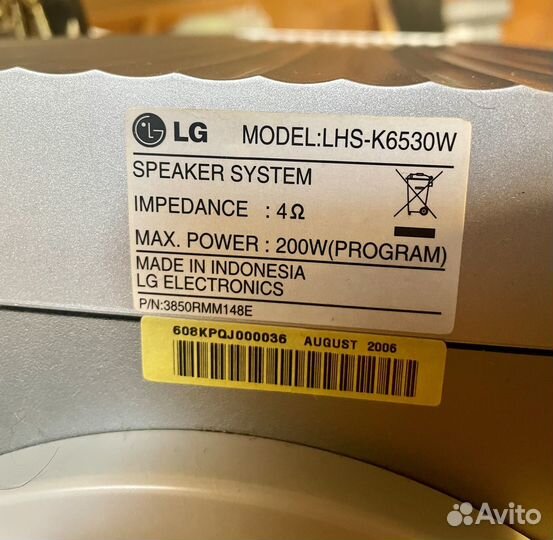 LG MODEL:LHS-K6530W
SPEAKER SYSTEM
IMPEDANCE : 4Ω
MAX. POWER : 200W(PROGRAM)
MADE IN INDONESIA
LG ELECTRONICS
P/N:3850RMM148E
608KPQJ000036 AUGUST 2006
Avito